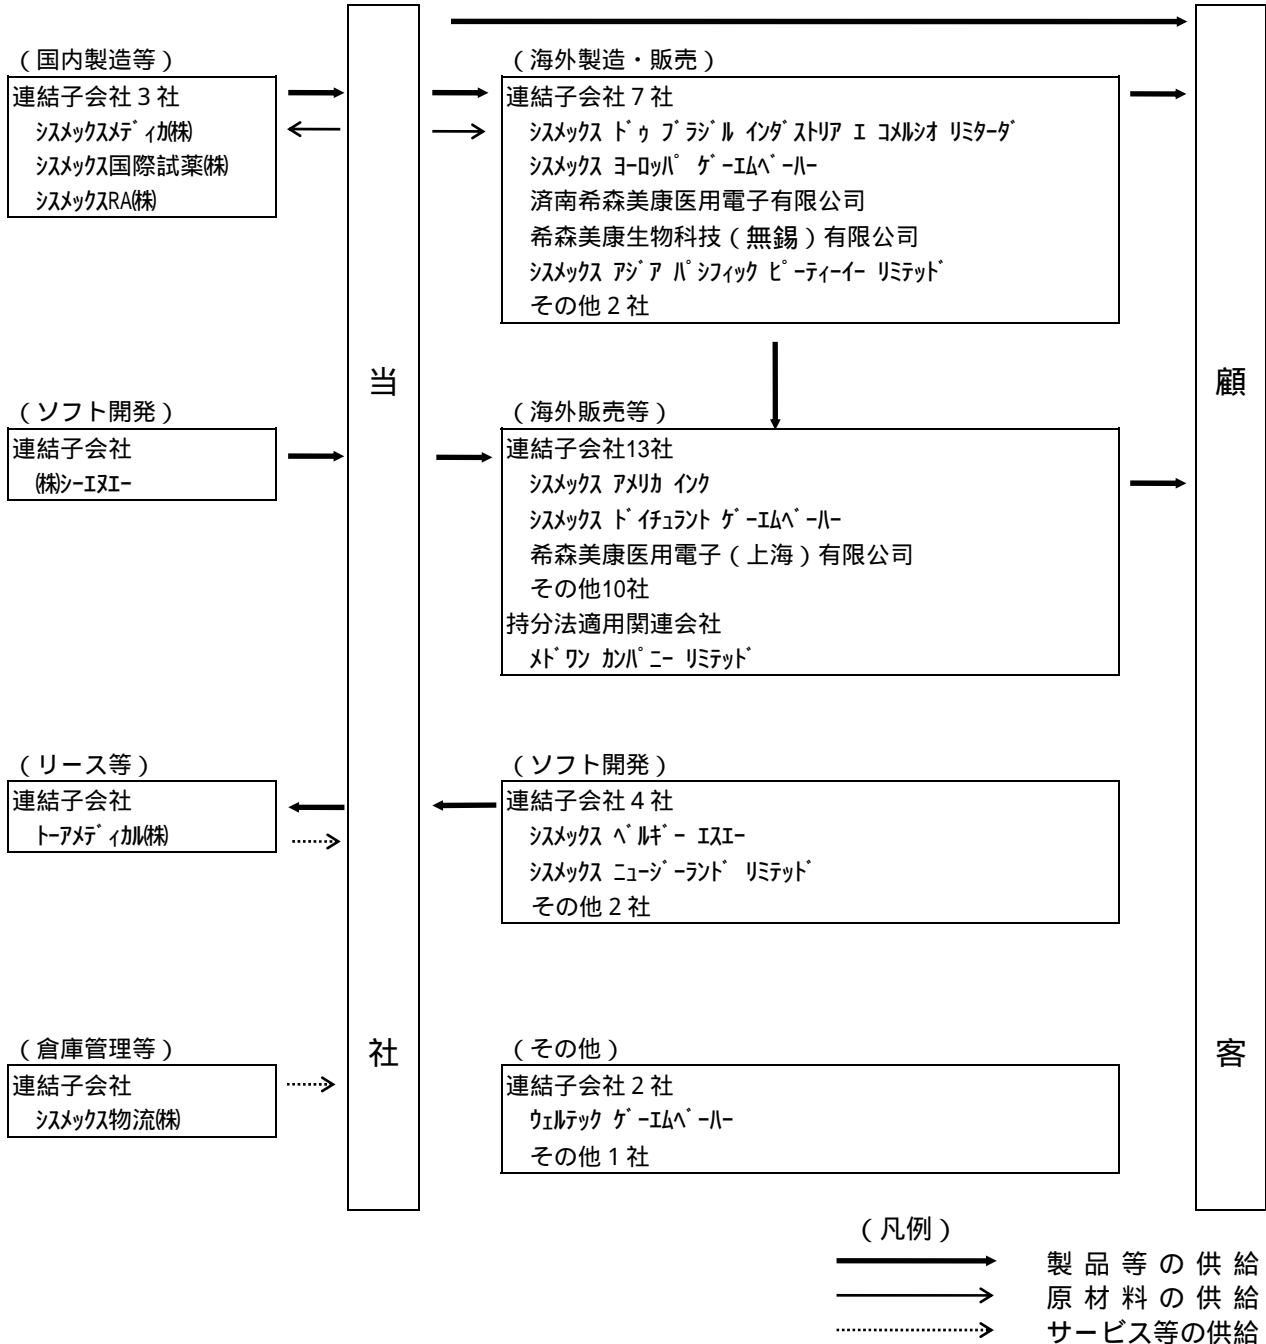 (国内製造等)
連結子会社3社
シスメックスメディカ㈱
シスメックス国際試薬㈱
シスメックスRA㈱
(ソフト開発)
連結子会社
㈱シーエヌエー
(リース等)
連結子会社
トーアメディカル㈱
(倉庫管理等)
連結子会社
シスメックス物流㈱
当
社
(海外製造・販売)
連結子会社7社
シスメックス ドゥ ブラジル インダストリア エ コメルシオ リミターダ
シスメックス ヨーロッパ ゲーエムベーハー
済南希森美康医用電子有限公司
希森美康生物科技(無錫)有限公司
シスメックス アジア パシフィック ピーティーイー リミテッド
その他2社
(海外販売等)
連結子会社13社
シスメックス アメリカ インク
シスメックス ドイチュラント ゲーエムベーハー
希森美康医用電子(上海)有限公司
その他10社
持分法適用関連会社
メドワン カンパニー リミテッド
(ソフト開発)
連結子会社4社
シスメックス ベルギー エスエー
シスメックス ニュージーランド リミテッド
その他2社
(その他)
連結子会社2社
ウェルテック ゲーエムベーハー
その他1社
顧
客
(凡例)
製品等の供給
原材料の供給
サービス等の供給